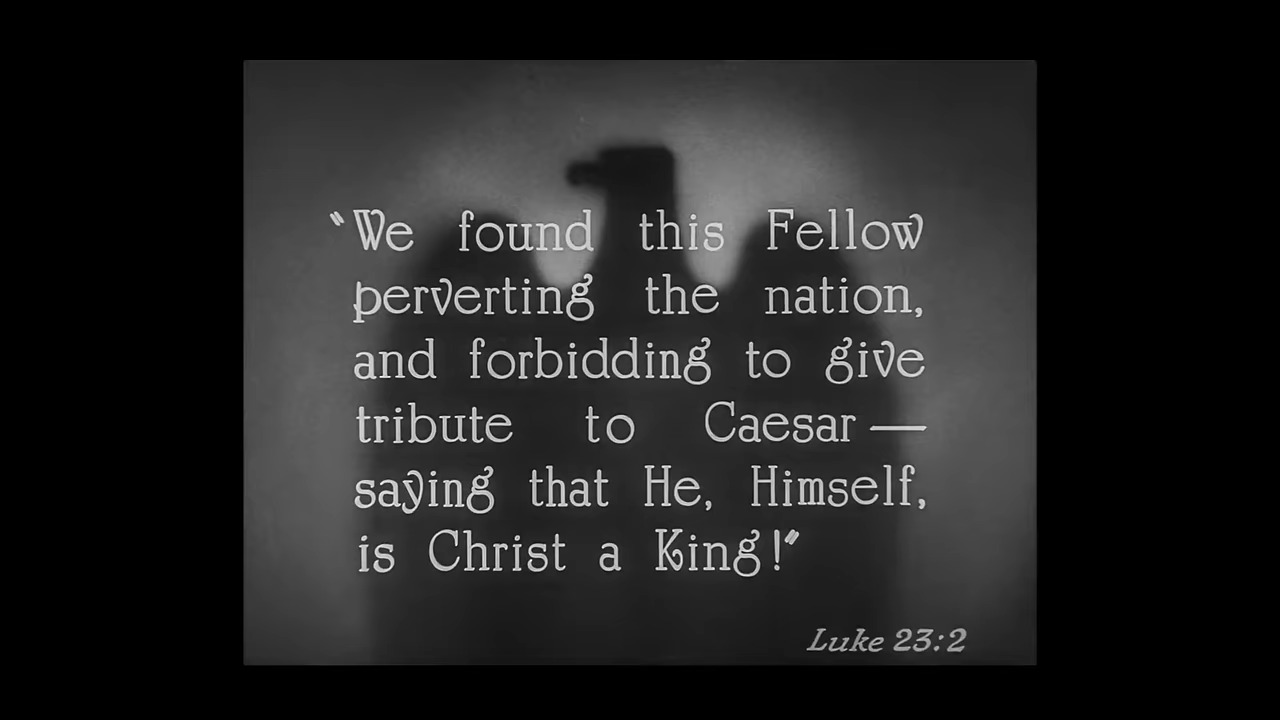 "We found this Fellow
perverting the nation,
and forbidding to give
tribute to Caesar—
saying that He, Himself,
is Christ a King!"
Luke 23:2